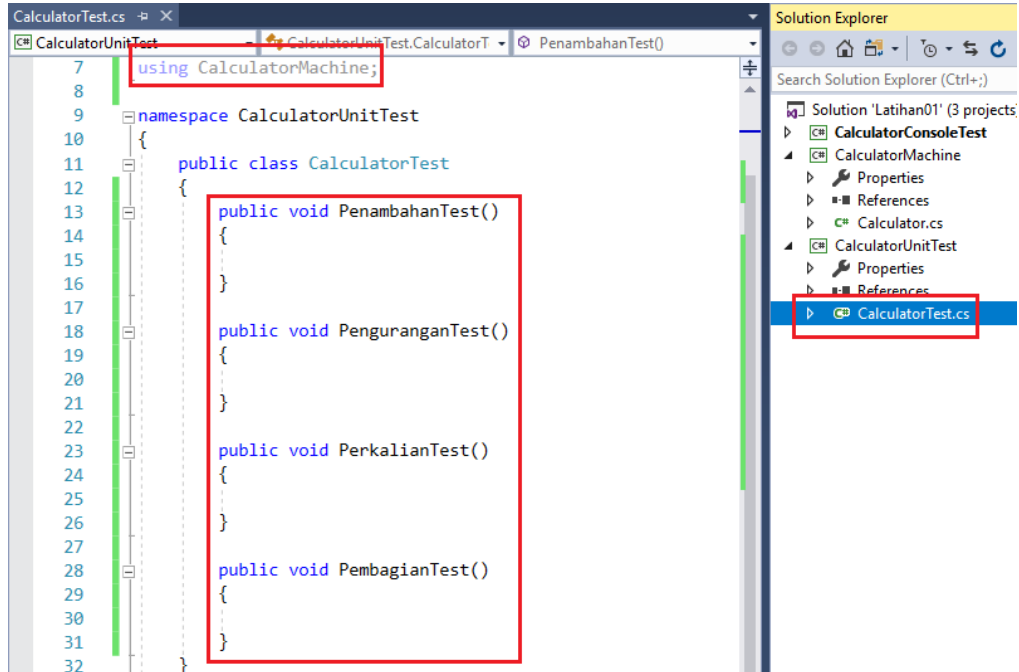 CalculatorTest.cs
CalculatorUnitTest CalculatorUnitTest.CalculatorT PenambahanTest()
7 using CalculatorMachine;
8
9 namespace CalculatorUnitTest
10 {
11 public class CalculatorTest
12 {
13 public void PenambahanTest()
14 {
15
16 }
17
18 public void PenguranganTest()
19 {
20
21 }
22
23 public void PerkalianTest()
24 {
25
26 }
27
28 public void PembagianTest()
29 {
30
31 }
32 }
Solution Explorer
Search Solution Explorer (Ctrl+;)
Solution 'Latihan01' (3 projects)
C# CalculatorConsoleTest
C# CalculatorMachine
Properties
References
C# Calculator.cs
C# CalculatorUnitTest
Properties
References
C# CalculatorTest.cs